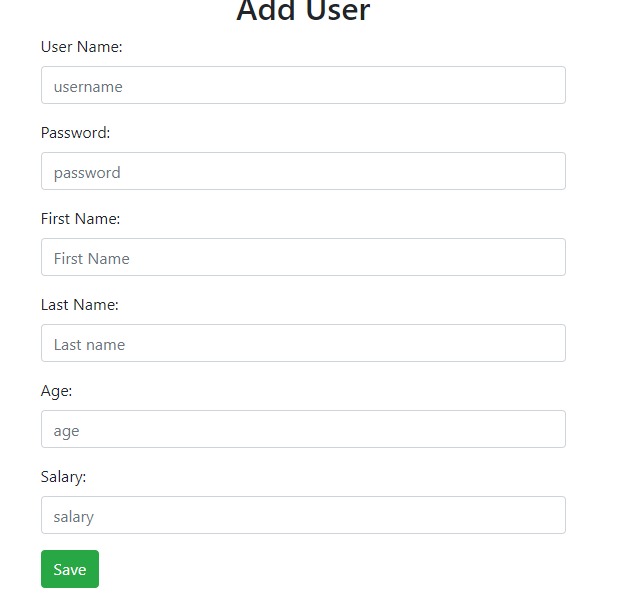 Add User
User Name:
username
Password:
password
First Name:
First Name
Last Name:
Last name
Age:
age
Salary:
salary
Save